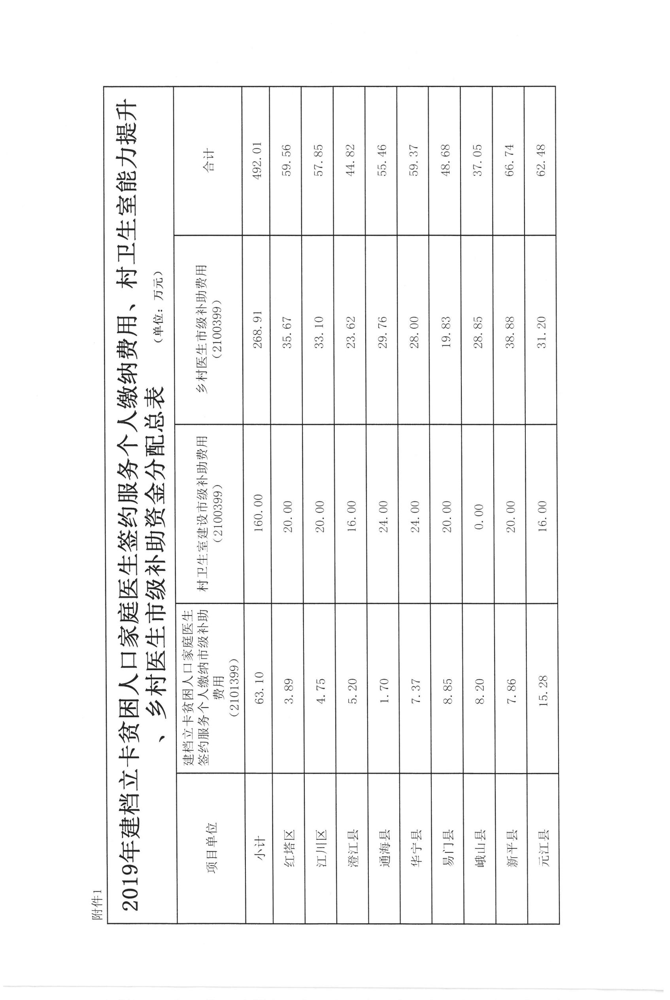 附件1
2019年建档立卡贫困人口家庭医生签约服务个人缴纳费用、村卫生室能力提升
、乡村医生市级补助资金分配总表 （单位：万元）
项目单位 建档立卡贫困人口家庭医生签约服务个人缴纳市级补助费用（2101399） 村卫生室建设市级补助费用（2100399） 乡村医生市级补助费用（2100399） 合计
小计 63.10 160.00 268.91 492.01
红塔区 3.89 20.00 35.67 59.56
江川区 4.75 20.00 33.10 57.85
澄江县 5.20 16.00 23.62 44.82
通海县 1.70 24.00 29.76 55.46
华宁县 7.37 24.00 28.00 59.37
易门县 8.85 20.00 19.83 48.68
峨山县 8.20 0.00 28.85 37.05
新平县 7.86 20.00 38.88 66.74
元江县 15.28 16.00 31.20 62.48